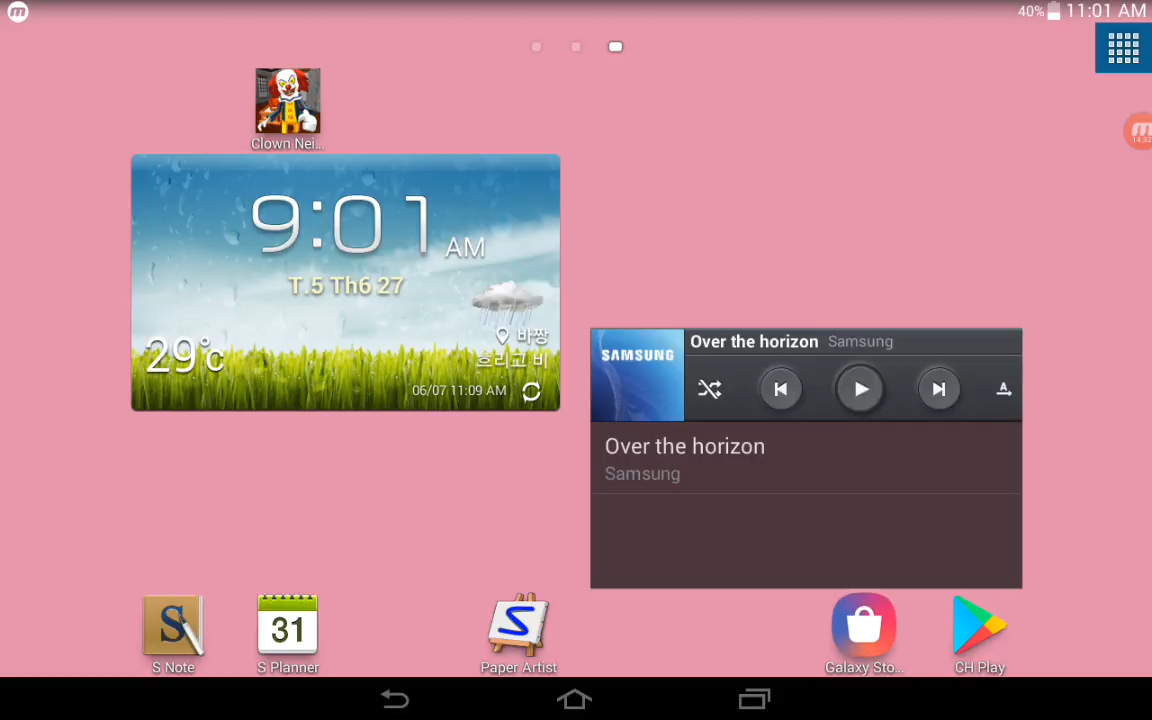 m
40%
11:01 AM
Clown Nei...
m
14:32
9:01 AM
T.5 Th6 27
29°c
바짱
흐리고 비
06/07 11:09 AM
SAMSUNG
Over the horizon Samsung
A
Over the horizon
Samsung
S
S Note
31
S Planner
S
Paper Artist
Galaxy Sto..
CH Play